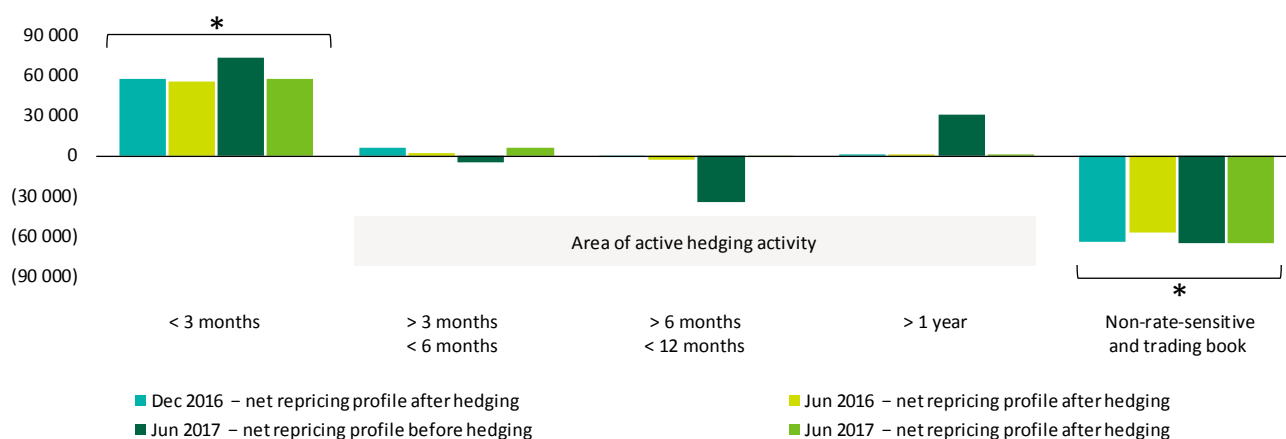 *
90 000
60 000
30 000
0
(30 000)
(60 000)
(90 000)
Area of active hedging activity
*
< 3 months
> 3 months
< 6 months
> 6 months
< 12 months
> 1 year
Non-rate-sensitive
and trading book
Dec 2016 – net repricing profile after hedging
Jun 2016 – net repricing profile after hedging
Jun 2017 – net repricing profile before hedging
Jun 2017 – net repricing profile after hedging